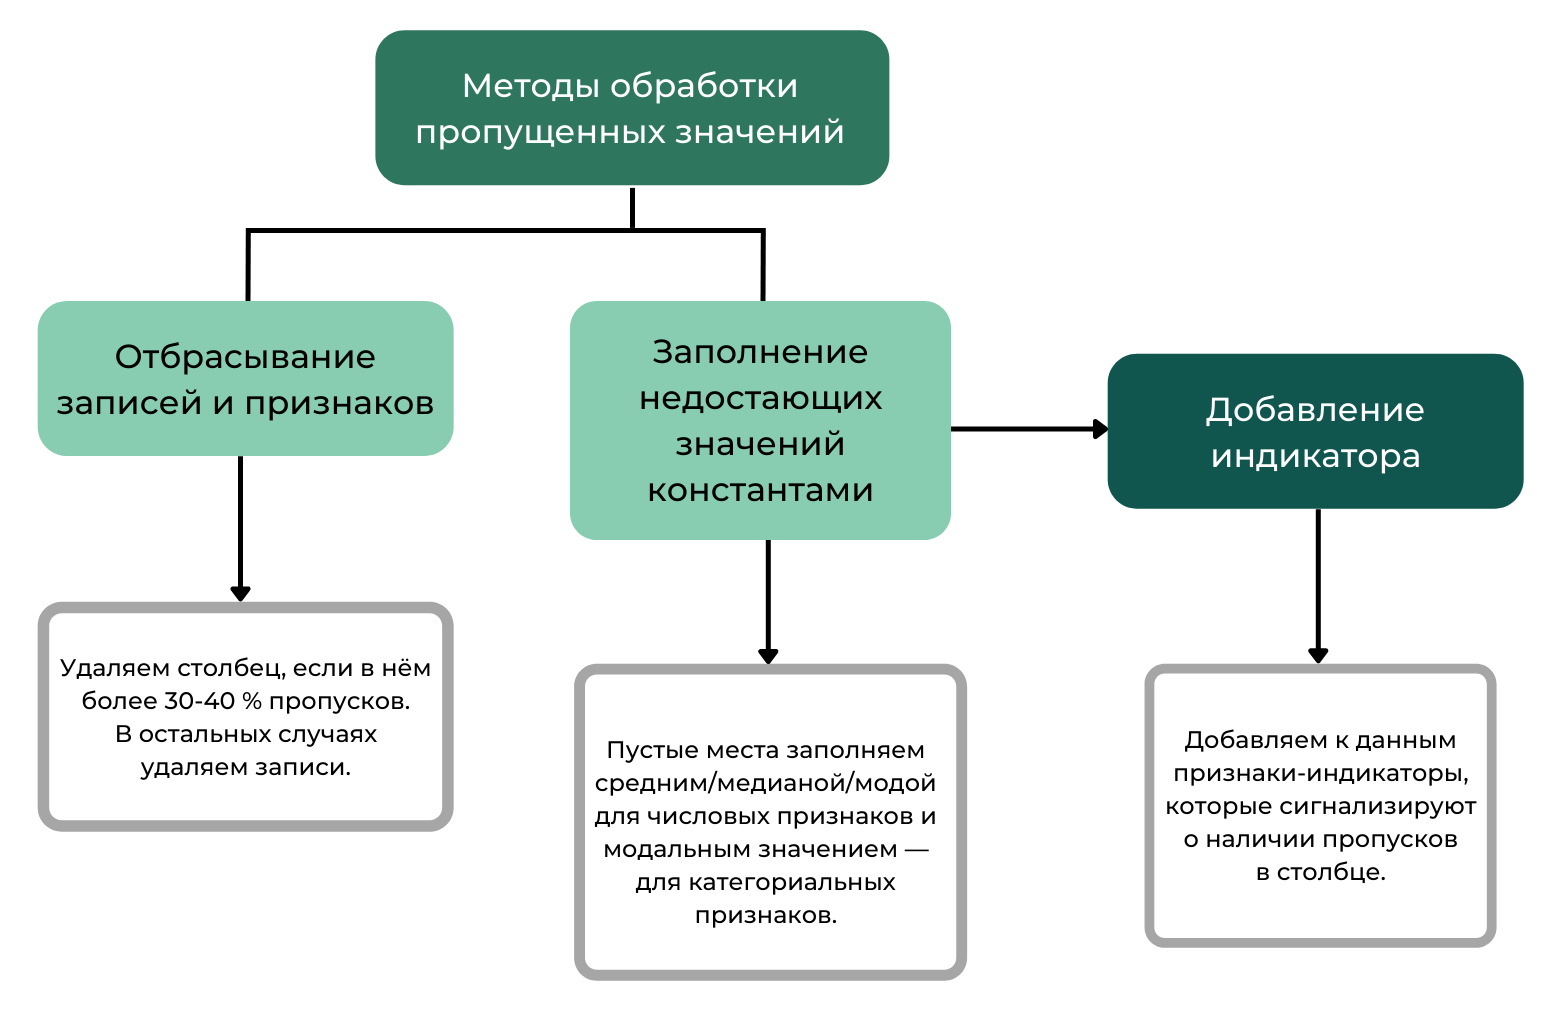 Методы обработки
пропущенных значений
Отбрасывание
записей и признаков
Заполнение
недостающих
значений
константами
Добавление
индикатора
Удаляем столбец, если в нём
более 30-40 % пропусков.
В остальных случаях
удаляем записи.
Пустые места заполняем
средним/медианой/модой
для числовых признаков и
модальным значением —
для категориальных
признаков.
Добавляем к данным
признаки-индикаторы,
которые сигнализируют
о наличии пропусков
в столбце.